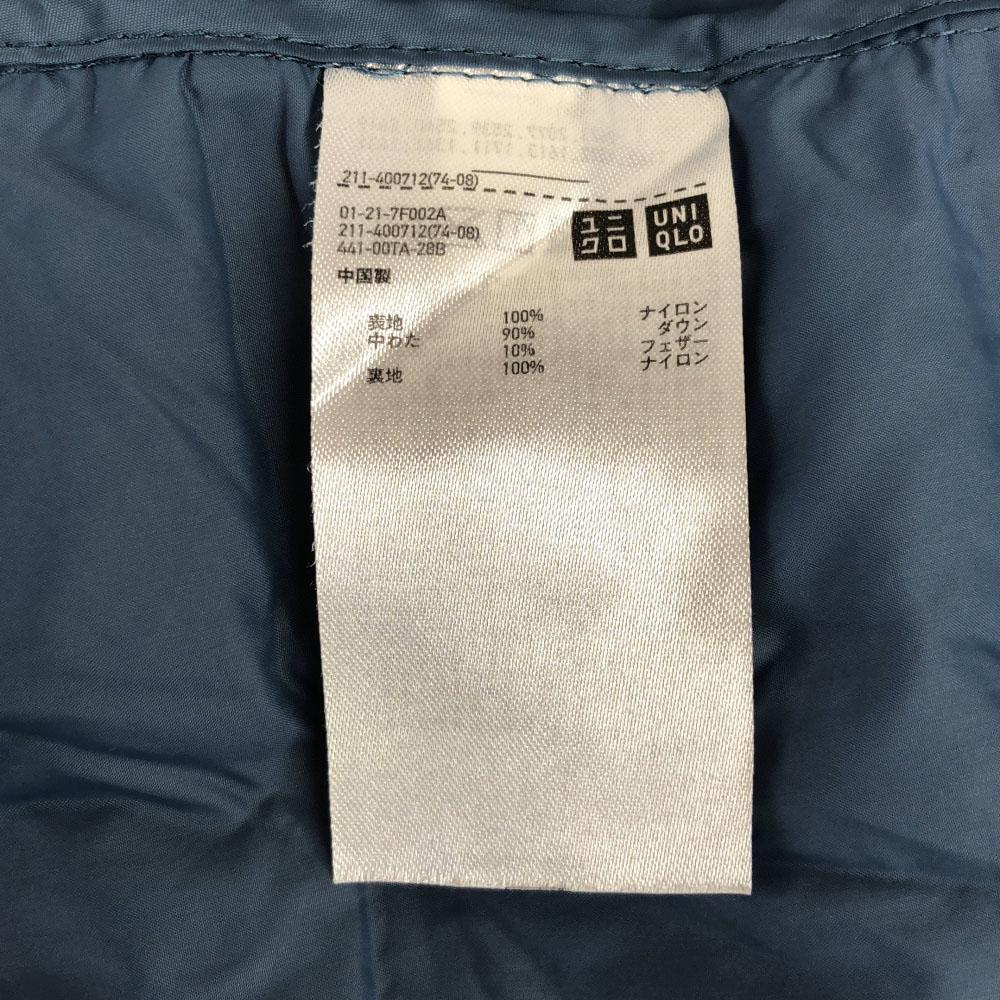 211-400712(74-08)
01-21-7F002A
211-400712(74-08)
441-00TA-28B
ユニ
クロ
UNI
QLO
中国製
表地 100% ナイロン
中わた 90% ダウン
10% フェザー
裏地 100% ナイロン